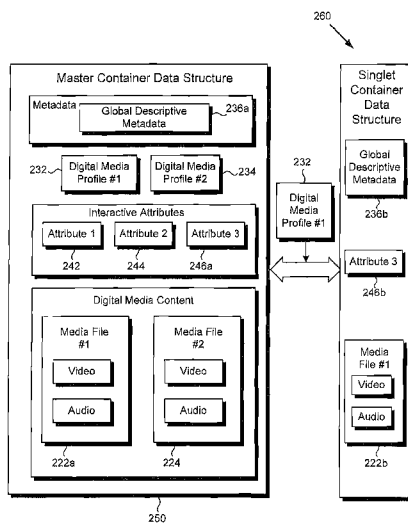 260
Master Container Data Structure
Metadata
Global Descriptive
Metadata
236a
232
Digital Media
Profile #1
Digital Media
Profile #2
234
Interactive Attributes
Attribute 1
Attribute 2
Attribute 3
242
244
246a
Digital Media Content
Media File
#1
Video
Audio
Media File
#2
Video
Audio
222a
224
250
232
Digital
Media
Profile #1
Singlet
Container
Data
Structure
Global
Descriptive
Metadata
236b
Attribute 3
246b
Media
File #1
Video
Audio
222b